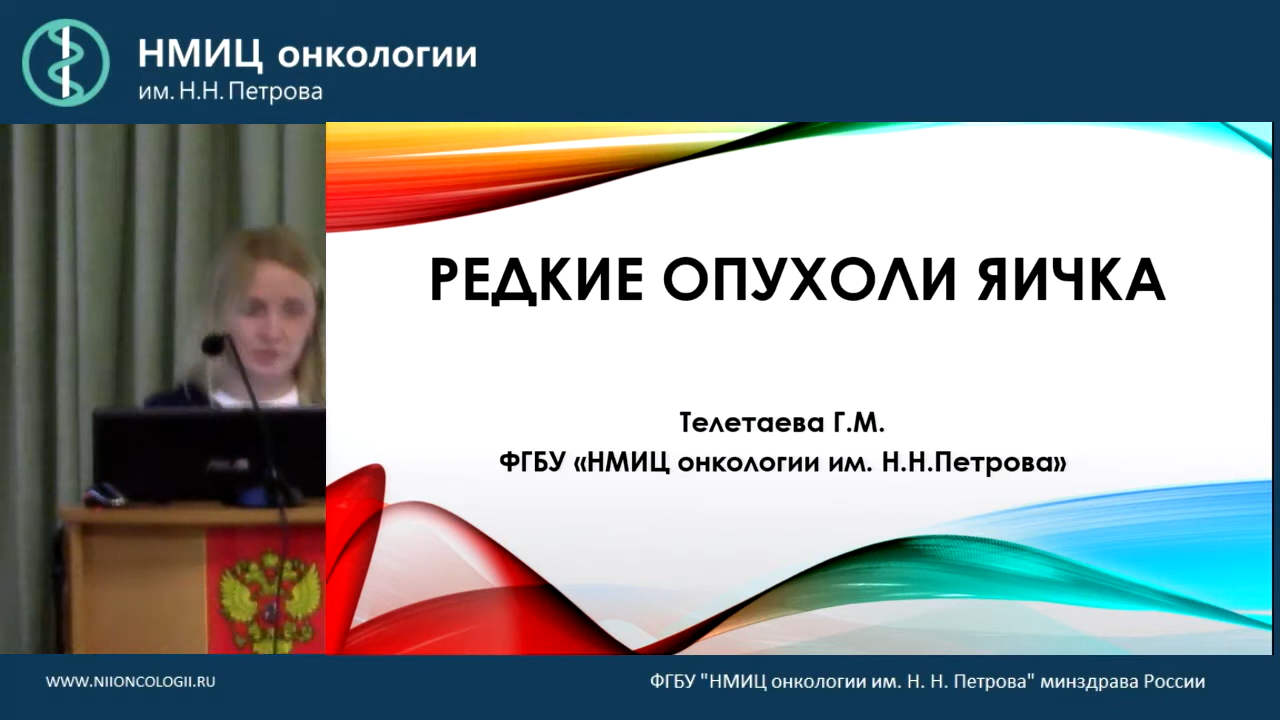 НМИЦ онкологии
им. Н.Н. Петрова
РЕДКИЕ ОПУХОЛИ ЯИЧКА
Телетаева Г.М.
ФГБУ «НМИЦ онкологии им. Н.Н.Петрова»
WWW.NIIONCOLOGII.RU
ФГБУ "НМИЦ онкологии им. Н. Н. Петрова" минздрава России